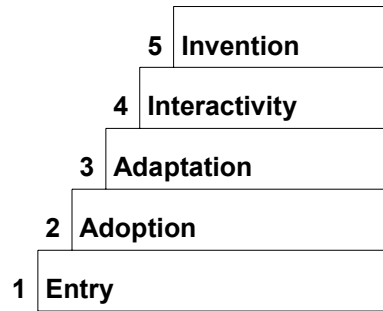 5 Invention
4 Interactivity
3 Adaptation
2 Adoption
1 Entry